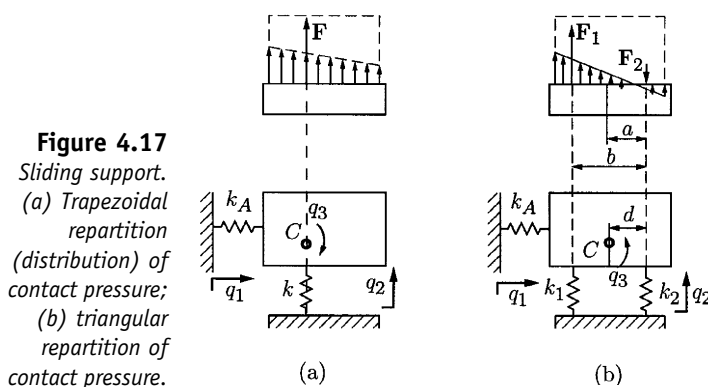 Figure 4.17
Sliding support.
(a) Trapezoidal
repartition
(distribution) of
contact pressure;
(b) triangular
repartition of
contact pressure.
F
k_A
q_3
C
q_1
k
q_2
(a)
F_1
F_2
a
b
k_A
d
C
q_3
q_1
k_1
k_2
q_2
(b)